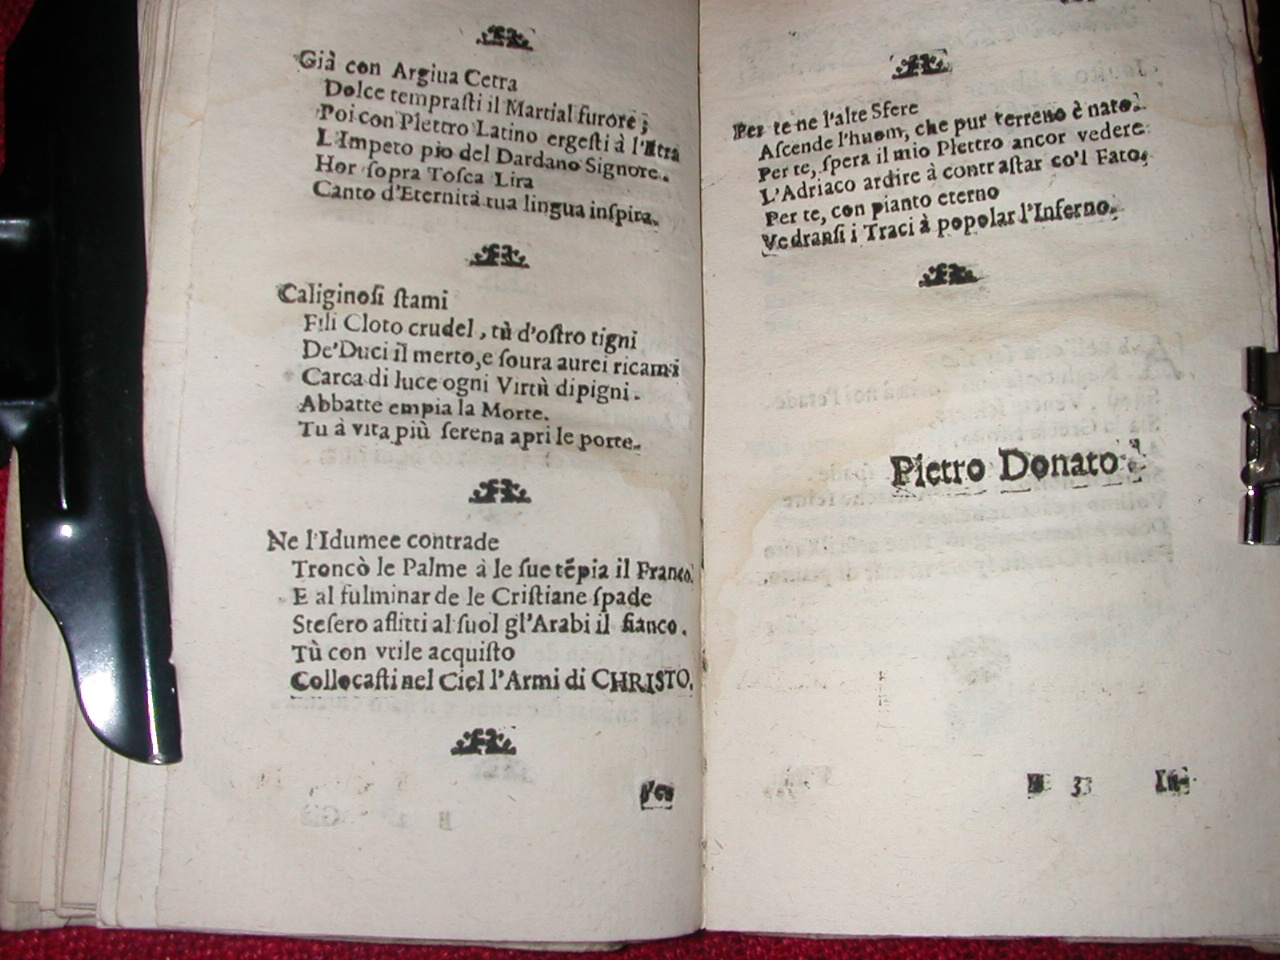 Già con Argiua Cetra
Dolce temprasti il Martial furore;
Poi con Plettro Latino ergesti à l'Etra
L'Impeto pio del Dardano Signore.
Hor sopra Tosca Lira
Canto d'Eternità tua lingua inspira.
Caliginosi stami
Fili Cloto crudel, tù d'ostro tigni
De'Duci il merto, e soura aurei ricami
Carca di luce ogni Virtù dipigni.
Abbatte empia la Morte.
Tu à vita più serena apri le porte.
Ne l'Idumee contrade
Troncò le Palme à le sue tẽpia il Franco.
E al fulminar de le Cristiane spade
Stesero aflitti al suol gl'Arabi il fianco.
Tù con vtile acquisto
Collocasti nel Ciel l'Armi di CHRISTO.
Per
Per te ne l'alte Sfere
Ascende l'huom, che pur terreno è nato.
Per te, spera il mio Plettro ancor vedere
L'Adriaco ardire à contrastar co'l Fato,
Per te, con pianto eterno
Vedransi i Traci à popolar l'Inferno.
Pietro Donato
33